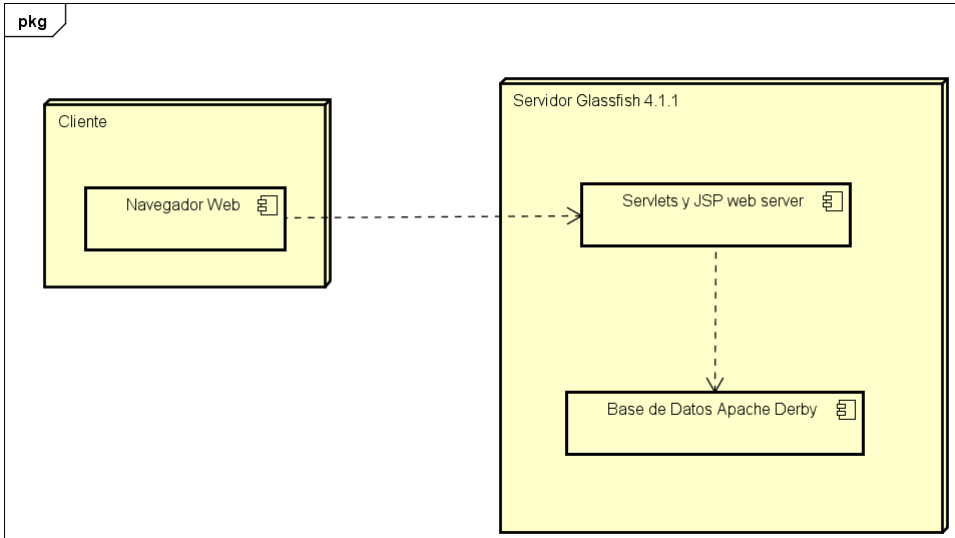 pkg
Cliente
Navegador Web
Servidor Glassfish 4.1.1
Servlets y JSP web server
Base de Datos Apache Derby